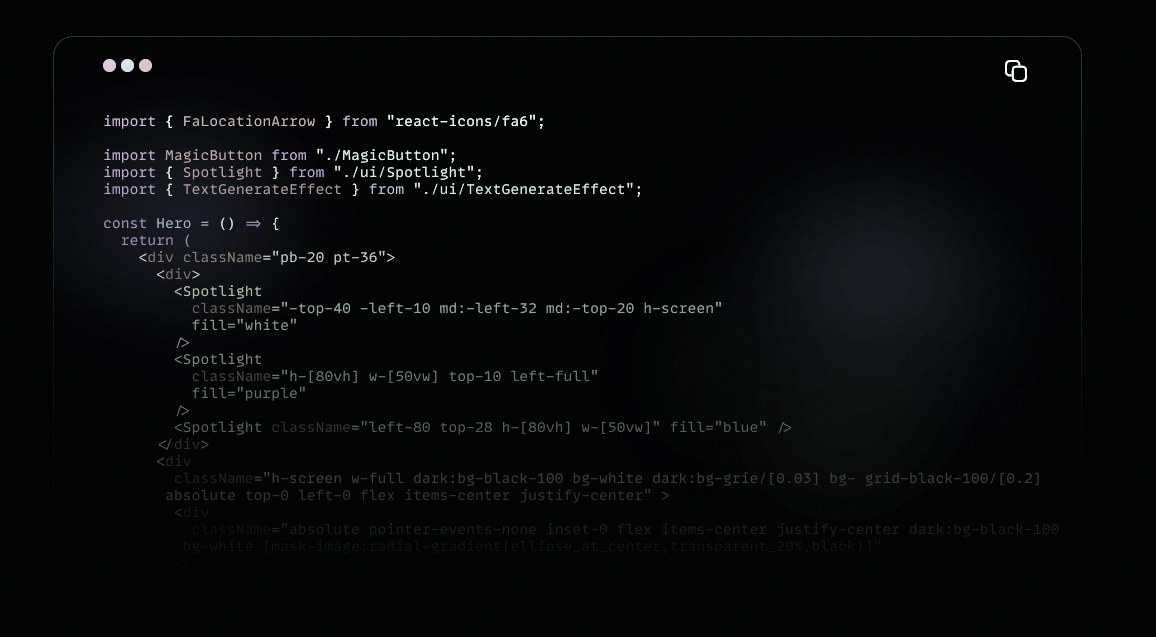 import { FaLocationArrow } from "react-icons/fa6";
import MagicButton from "./MagicButton";
import { Spotlight } from "./ui/Spotlight";
import { TextGenerateEffect } from "./ui/TextGenerateEffect";
const Hero = () => {
return (
<div className="pb-20 pt-36">
<div>
<Spotlight
className="-top-40 -left-10 md:-left-32 md:-top-20 h-screen"
fill="white"
/>
<Spotlight
className="h-[80vh] w-[50vw] top-10 left-full"
fill="purple"
/>
<Spotlight className="left-80 top-28 h-[80vh] w-[50vw]" fill="blue" />
</div>
<div
className="h-screen w-full dark:bg-black-100 bg-white dark:bg-grie/[0.03] bg- grid-black-100/[0.2]
absolute top-0 left-0 flex items-center justify-center" >
<div
className="absolute pointer-events-none inset-0 flex items-center justify-center dark:bg-black-100
bg-white [mask-image:radial-gradient(ellipse_at_center,transparent_20%,black)]"